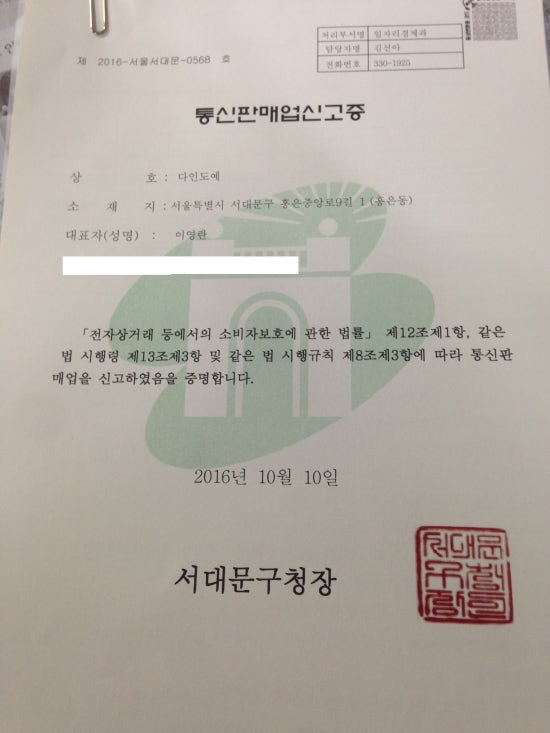 제 2016-서울서대문-0568 호
처리부서명 일자리경제과
담당자명 김선아
전화번호 330-1925
통신판매업신고증
상 호 : 다인도예
소 재 지 : 서울특별시 서대문구 홍은중앙로9길 1 (홍은동)
대표자(성명) : 이영란
「전자상거래 등에서의 소비자보호에 관한 법률」 제12조제1항, 같은
법 시행령 제13조제3항 및 같은 법 시행규칙 제8조제3항에 따라 통신판
매업을 신고하였음을 증명합니다.
2016년 10월 10일
서대문구청장